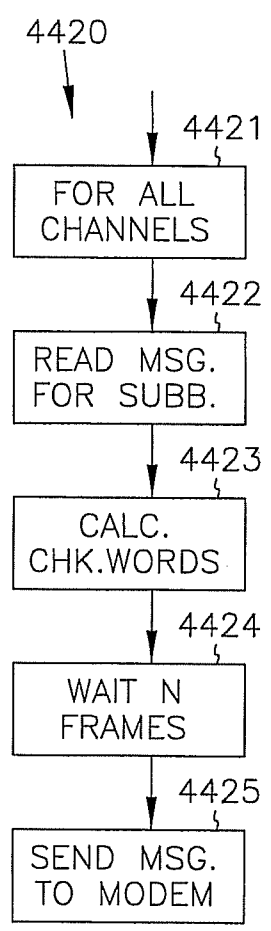 4420
4421
FOR ALL
CHANNELS
4422
READ MSG.
FOR SUBB.
4423
CALC.
CHK.WORDS
4424
WAIT N
FRAMES
4425
SEND MSG.
TO MODEM